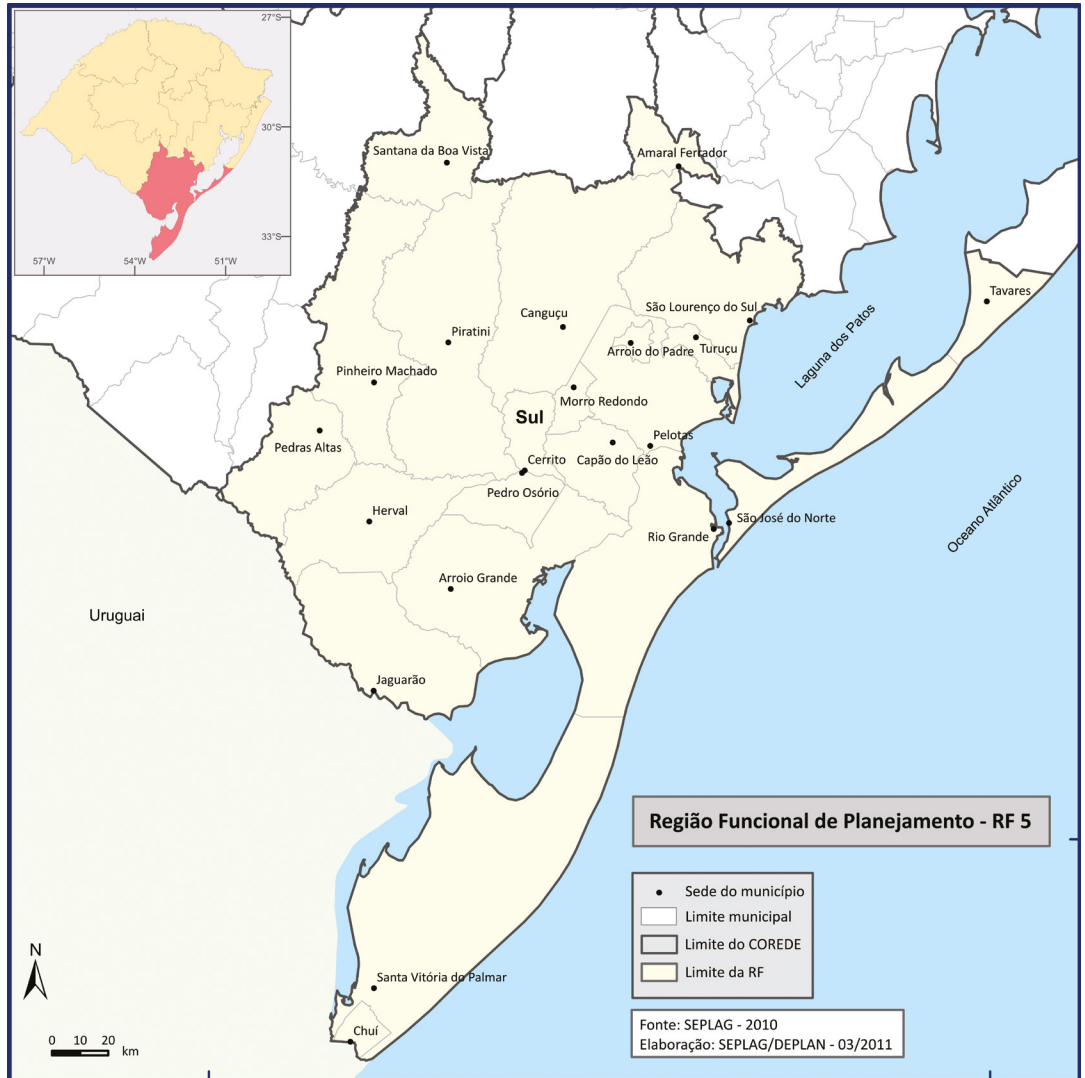 27°S
30°S
33°S
57°W
54°W
51°W
Santana da Boa Vista
Amaral Ferrador
Tavares
São Lourenço do Sul
Canguçu
Piratini
Arroio do Padre
Turuçu
Laguna dos Patos
Pinheiro Machado
Morro Redondo
Sul
Pedras Altas
Pelotas
Capão do Leão
Cerrito
Pedro Osório
Herval
São José do Norte
Rio Grande
Oceano Atlântico
Arroio Grande
Uruguai
Jaguarão
Região Funcional de Planejamento - RF 5
Sede do município
Limite municipal
Limite do COREDE
Limite da RF
N
Santa Vitória do Palmar
Chuí
0 10 20
km
Fonte: SEPLAG - 2010
Elaboração: SEPLAG/DEPLAN - 03/2011